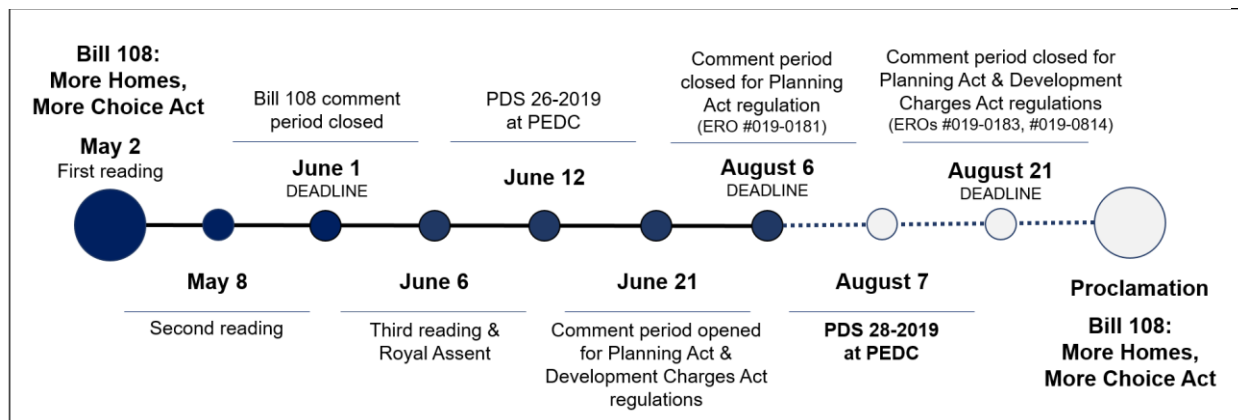 Bill 108:
More Homes,
More Choice Act
May 2
First reading
Bill 108 comment
period closed
June 1
DEADLINE
PDS 26-2019
at PEDC
June 12
Comment period
closed for Planning
Act regulation
(ERO #019-0181)
August 6
DEADLINE
Comment period closed for
Planning Act & Development
Charges Act regulations
(EROs #019-0183, #019-0814)
August 21
DEADLINE
May 8
Second reading
June 6
Third reading &
Royal Assent
June 21
Comment period opened
for Planning Act &
Development Charges Act
regulations
August 7
PDS 28-2019
at PEDC
Proclamation
Bill 108:
More Homes,
More Choice Act